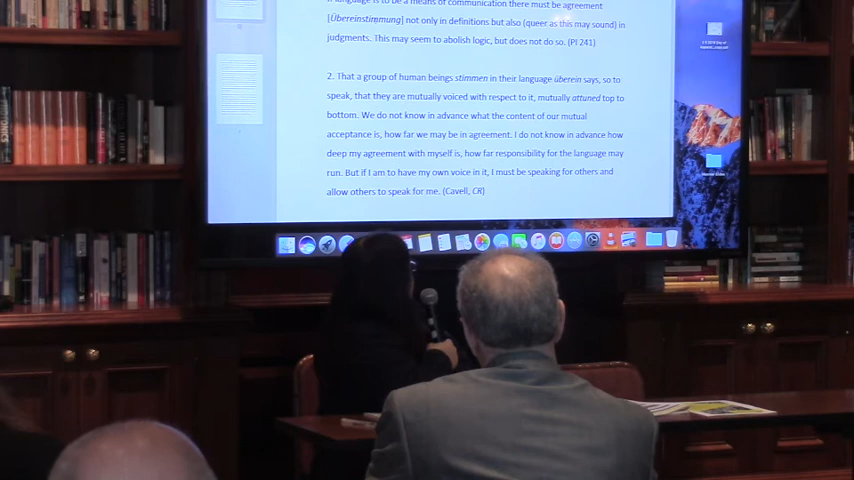 If language is to be a means of communication there must be agreement
[Übereinstimmung] not only in definitions but also (queer as this may sound) in
judgments. This may seem to abolish logic, but does not do so. (PI 241)
2. That a group of human beings stimmen in their language überein says, so to
speak, that they are mutually voiced with respect to it, mutually attuned top to
bottom. We do not know in advance what the content of our mutual
acceptance is, how far we may be in agreement. I do not know in advance how
deep my agreement with myself is, how far responsibility for the language may
run. But if I am to have my own voice in it, I must be speaking for others and
allow others to speak for me. (Cavell, CR)